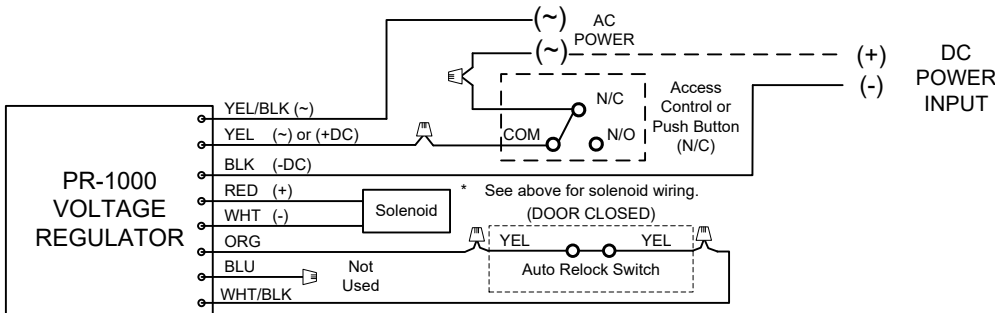 (~) AC
POWER
(~)
(+) DC
POWER
INPUT
(-)
Access
Control or
Push Button
(N/C)
N/C
COM
N/O
YEL/BLK (~)
YEL (~) or (+DC)
BLK (-DC)
RED (+)
WHT (-)
ORG
BLU
WHT/BLK
PR-1000
VOLTAGE
REGULATOR
Solenoid
* See above for solenoid wiring.
(DOOR CLOSED)
YEL YEL
Auto Relock Switch
Not
Used